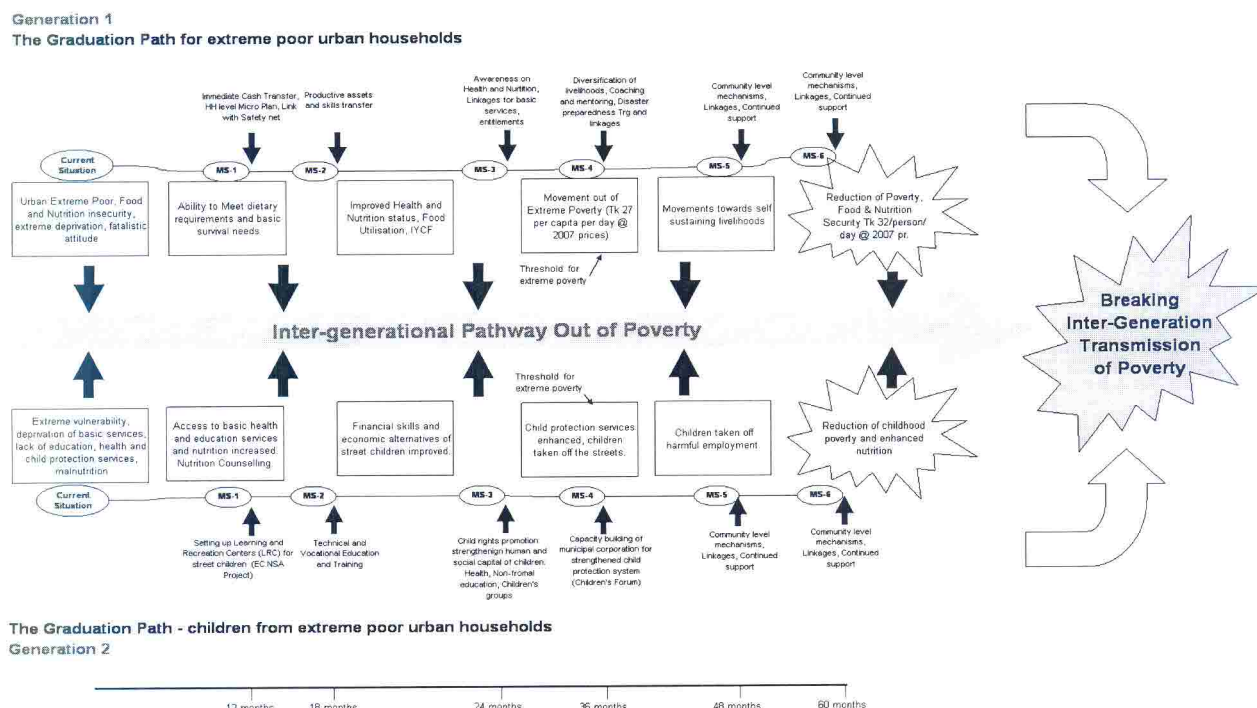 Generation 1
The Graduation Path for extreme poor urban households
Immediate Cash Transfer,
HH level Micro Plan, Link
with Safety net
Productive assets
and skills transfer
Awareness on
Health and Nurtition,
Linkages for basic
services,
entitlements
Diversification of
livelihoods, Coaching
and mentoring, Disaster
preparedness Trg and
linkages
Community level
mechanisms,
Linkages, Continued
support
Community level
mechanisms,
Linkages, Continued
support
Current
Situation
MS-1
MS-2
MS-3
MS-4
MS-5
MS-6
Urban Extreme Poor, Food
and Nutrition insecurity,
extreme deprivation, fatalistic
attitude
Ability to Meet dietary
requirements and basic
survival needs
Improved Health and
Nutrition status, Food
Utilisation, IYCF
Movement out of
Extreme Poverty (Tk 27
per capita per day @
2007 prices)
Movements towards self
sustaining livelihoods
Reduction of Poverty,
Food & Nutrition
Security Tk 32/person/
day @ 2007 pr.
Threshold for
extreme poverty
Inter-generational Pathway Out of Poverty
Breaking
Inter-Generation
Transmission
of Poverty
Threshold for
extreme poverty
Extreme vulnerability,
deprivation of basic services,
lack of education, health and
child protection services,
malnutrition
Access to basic health
and education services
and nutrition increased.
Nutrition Counselling.
Financial skills and
economic alternatives of
street children improved.
Child protection services
enhanced, children
taken off the streets.
Children taken off
harmful employment.
Reduction of childhood
poverty and enhanced
nutrition
Current
Situation
MS-1
MS-2
MS-3
MS-4
MS-5
MS-6
Setting up Learning and
Recreation Centers (LRC) for
street children (EC NSA
Project)
Technical and
Vocational Education
and Training
Child rights promotion
strengthenign human and
social capital of children.
Health, Non-fromal
education, Children's
groups
Capacity building of
municipal corporation for
strengthened child
protection system
(Children's Forum)
Community level
mechanisms,
Linkages, Continued
support
Community level
mechanisms,
Linkages, Continued
support
The Graduation Path - children from extreme poor urban households
Generation 2
12 months
18 months
24 months
36 months
48 months
60 months